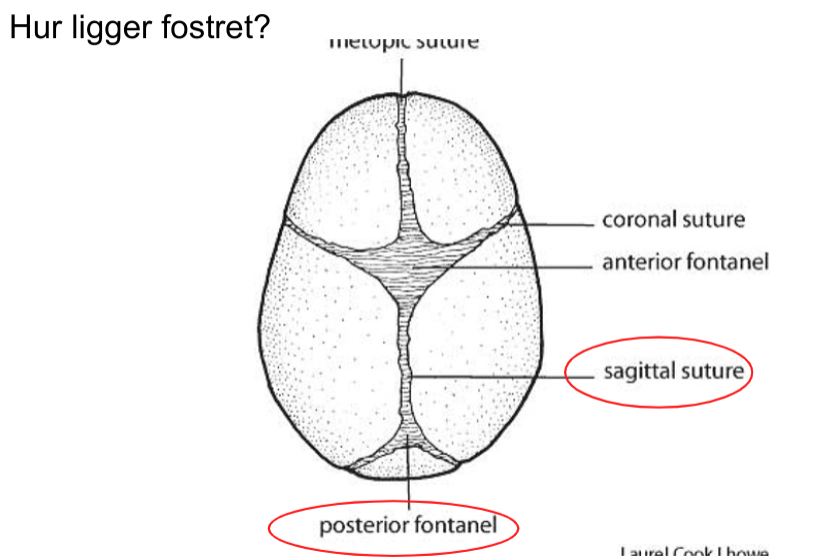 Hur ligger fostret?
metopic suture
coronal suture
anterior fontanel
sagittal suture
posterior fontanel
Laurel Cook Lhowe